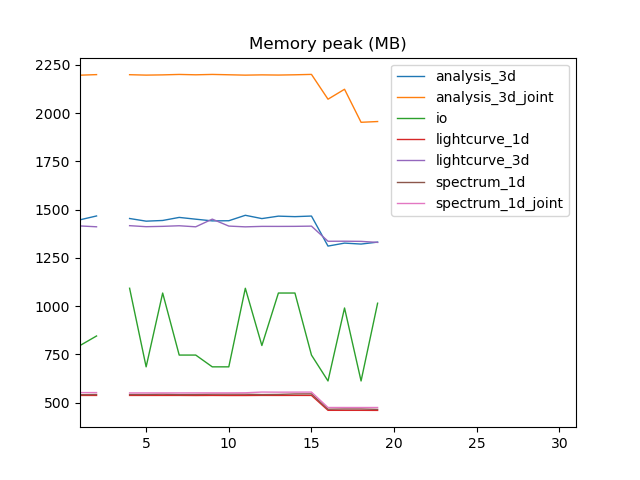 Memory peak (MB)
2250
2000
1750
1500
1250
1000
750
500
5
10
15
20
25
30
analysis_3d
analysis_3d_joint
io
lightcurve_1d
lightcurve_3d
spectrum_1d
spectrum_1d_joint